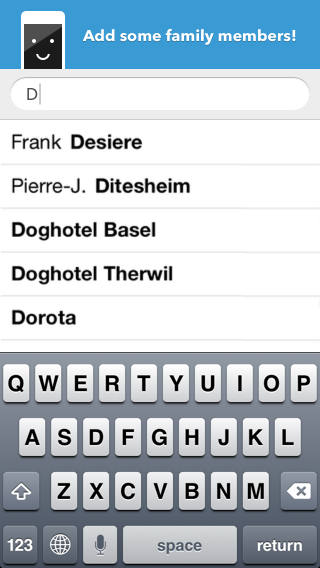 Add some family members!
D
Frank Desiere
Pierre-J. Ditesheim
Doghotel Basel
Doghotel Therwil
Dorota
Q W E R T Y U I O P
A S D F G H J K L
Z X C V B N M
123 space return